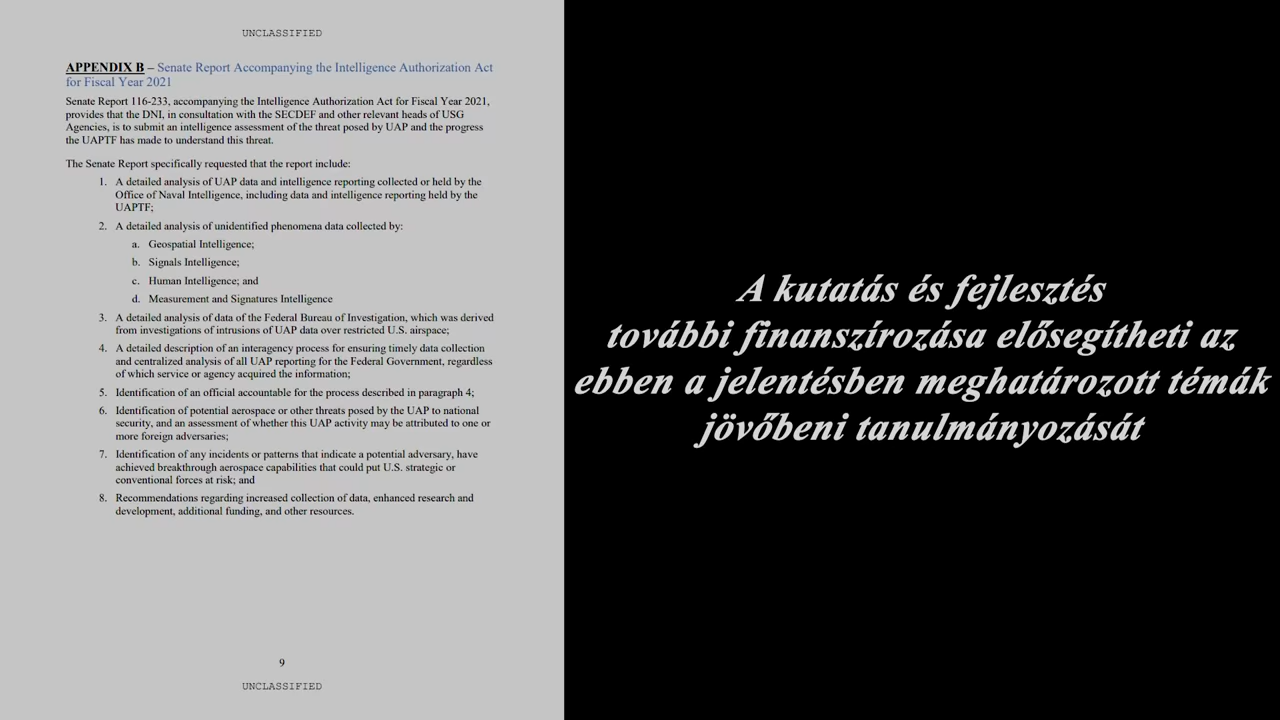 UNCLASSIFIED
APPENDIX B – Senate Report Accompanying the Intelligence Authorization Act
for Fiscal Year 2021
Senate Report 116-233, accompanying the Intelligence Authorization Act for Fiscal Year 2021,
provides that the DNI, in consultation with the SECDEF and other relevant heads of USG
Agencies, is to submit an intelligence assessment of the threat posed by UAP and the progress
the UAPTF has made to understand this threat.
The Senate Report specifically requested that the report include:
1. A detailed analysis of UAP data and intelligence reporting collected or held by the
Office of Naval Intelligence, including data and intelligence reporting held by the
UAPTF;
2. A detailed analysis of unidentified phenomena data collected by:
a. Geospatial Intelligence;
b. Signals Intelligence;
c. Human Intelligence; and
d. Measurement and Signatures Intelligence
3. A detailed analysis of data of the Federal Bureau of Investigation, which was derived
from investigations of intrusions of UAP data over restricted U.S. airspace;
4. A detailed description of an interagency process for ensuring timely data collection
and centralized analysis of all UAP reporting for the Federal Government, regardless
of which service or agency acquired the information;
5. Identification of an official accountable for the process described in paragraph 4;
6. Identification of potential aerospace or other threats posed by the UAP to national
security, and an assessment of whether this UAP activity may be attributed to one or
more foreign adversaries;
7. Identification of any incidents or patterns that indicate a potential adversary, have
achieved breakthrough aerospace capabilities that could put U.S. strategic or
conventional forces at risk; and
8. Recommendations regarding increased collection of data, enhanced research and
development, additional funding, and other resources.
9
UNCLASSIFIED
A kutatás és fejlesztés
további finanszírozása elősegítheti az
ebben a jelentésben meghatározott témák
jövőbeni tanulmányozását